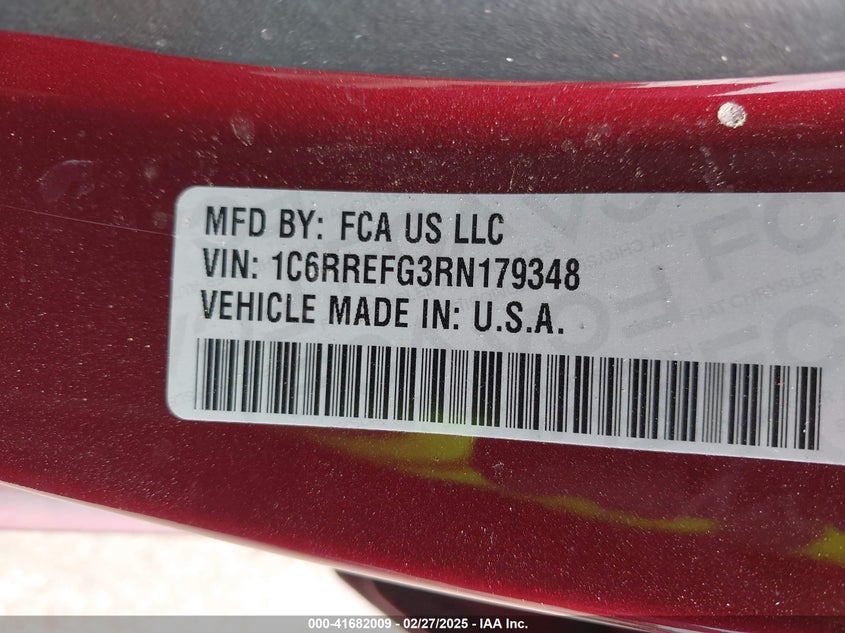 MFD BY: FCA US LLC
VIN: 1C6RREFG3RN179348
VEHICLE MADE IN: U.S.A.
000-41682009 - 02/27/2025 - IAA Inc.